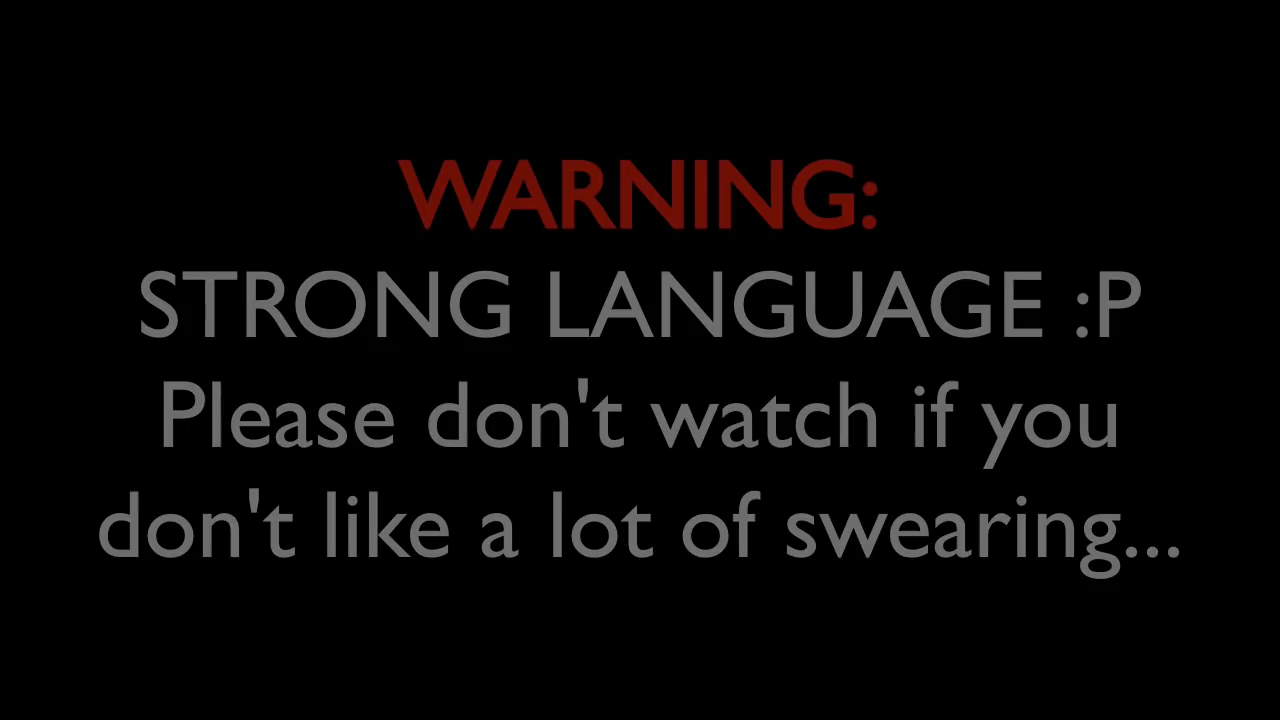 WARNING:
STRONG LANGUAGE :P
Please don't watch if you
don't like a lot of swearing...